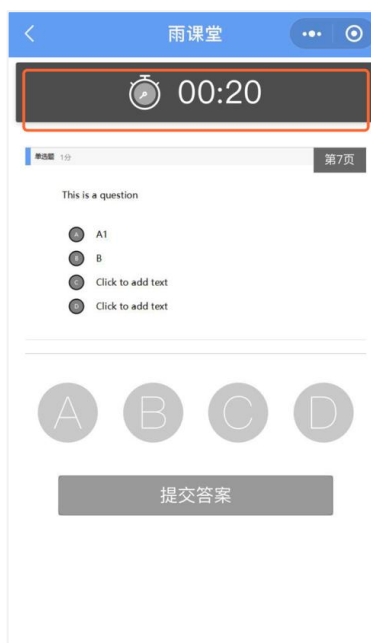 雨课堂
00:20
单选题 1分
第7页
This is a question
A A1
B B
C Click to add text
D Click to add text
A B C D
提交答案